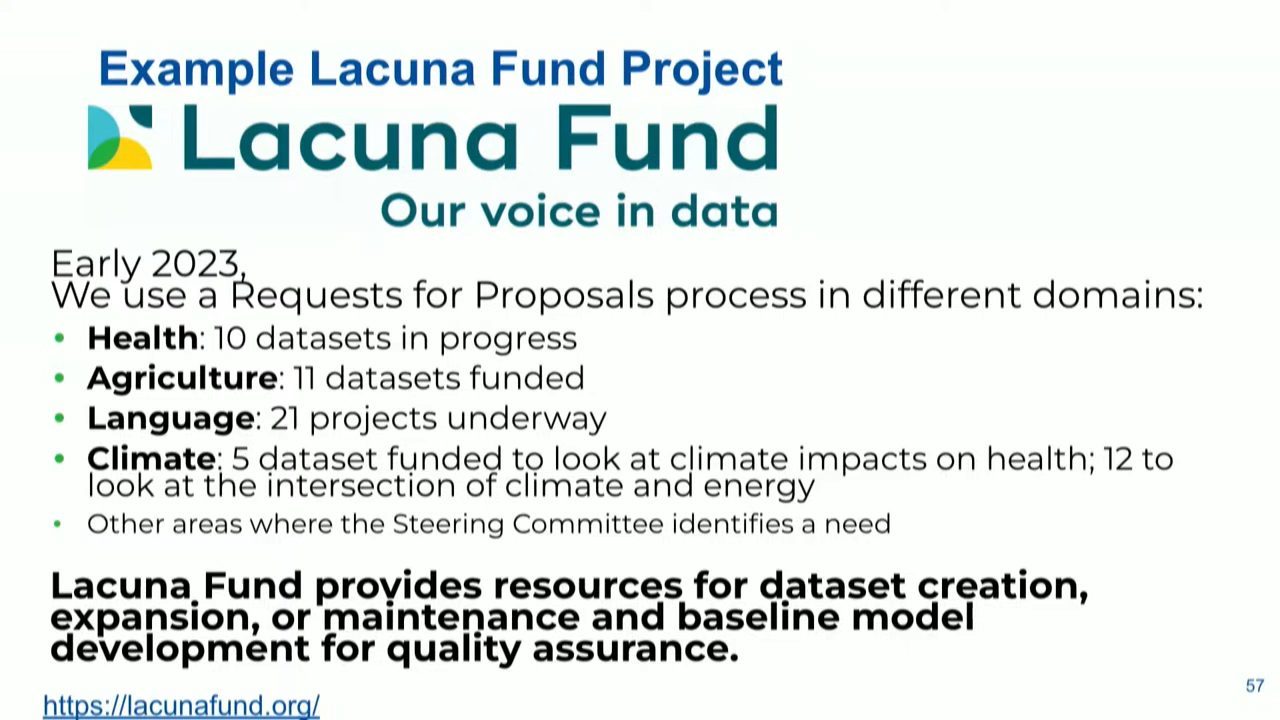 Example Lacuna Fund Project
Lacuna Fund
Our voice in data
Early 2023,
We use a Requests for Proposals process in different domains:
• Health: 10 datasets in progress
• Agriculture: 11 datasets funded
• Language: 21 projects underway
• Climate: 5 dataset funded to look at climate impacts on health; 12 to
look at the intersection of climate and energy
• Other areas where the Steering Committee identifies a need
Lacuna Fund provides resources for dataset creation,
expansion, or maintenance and baseline model
development for quality assurance.
57
https://lacunafund.org/